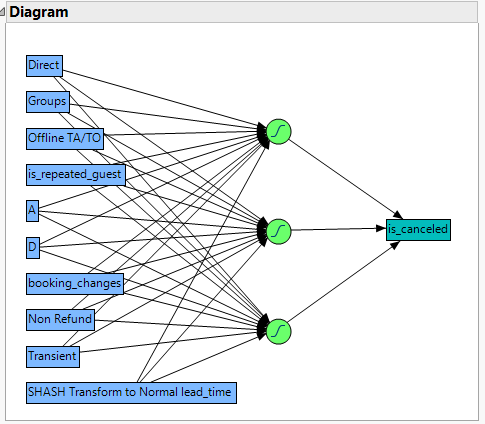 Diagram
Direct
Groups
Offline TA/TO
is_repeated_guest
A
D
booking_changes
Non Refund
Transient
SHASH Transform to Normal lead_time
is_canceled